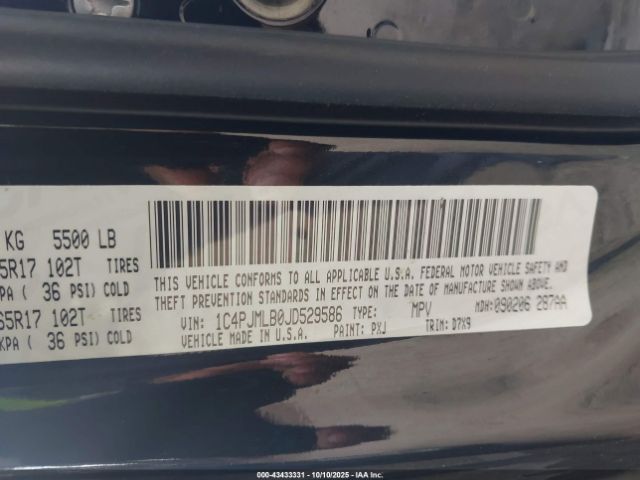 KG 5500 LB
5R17 102T TIRES
KPA ( 36 PSI) COLD
65R17 102T TIRES
KPA ( 36 PSI) COLD
THIS VEHICLE CONFORMS TO ALL APPLICABLE U.S.A. FEDERAL MOTOR VEHICLE SAFETY AND
THEFT PREVENTION STANDARDS IN EFFECT ON THE DATE OF MANUFACTURE SHOWN ABOVE.
VIN: 1C4PJMLB0JD529586 TYPE: MPV MDH: 090206 287AA
VEHICLE MADE IN U.S.A. PAINT: PXJ TRIM: D7X9
000-43433331 - 10/10/2025 - IAA Inc.